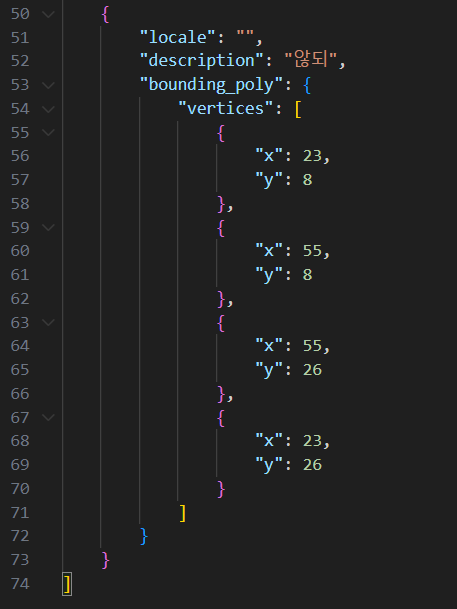 50 {
51 "locale": "",
52 "description": "않되",
53 "bounding_poly": {
54 "vertices": [
55 {
56 "x": 23,
57 "y": 8
58 },
59 {
60 "x": 55,
61 "y": 8
62 },
63 {
64 "x": 55,
65 "y": 26
66 },
67 {
68 "x": 23,
69 "y": 26
70 }
71 ]
72 }
73 }
74 ]